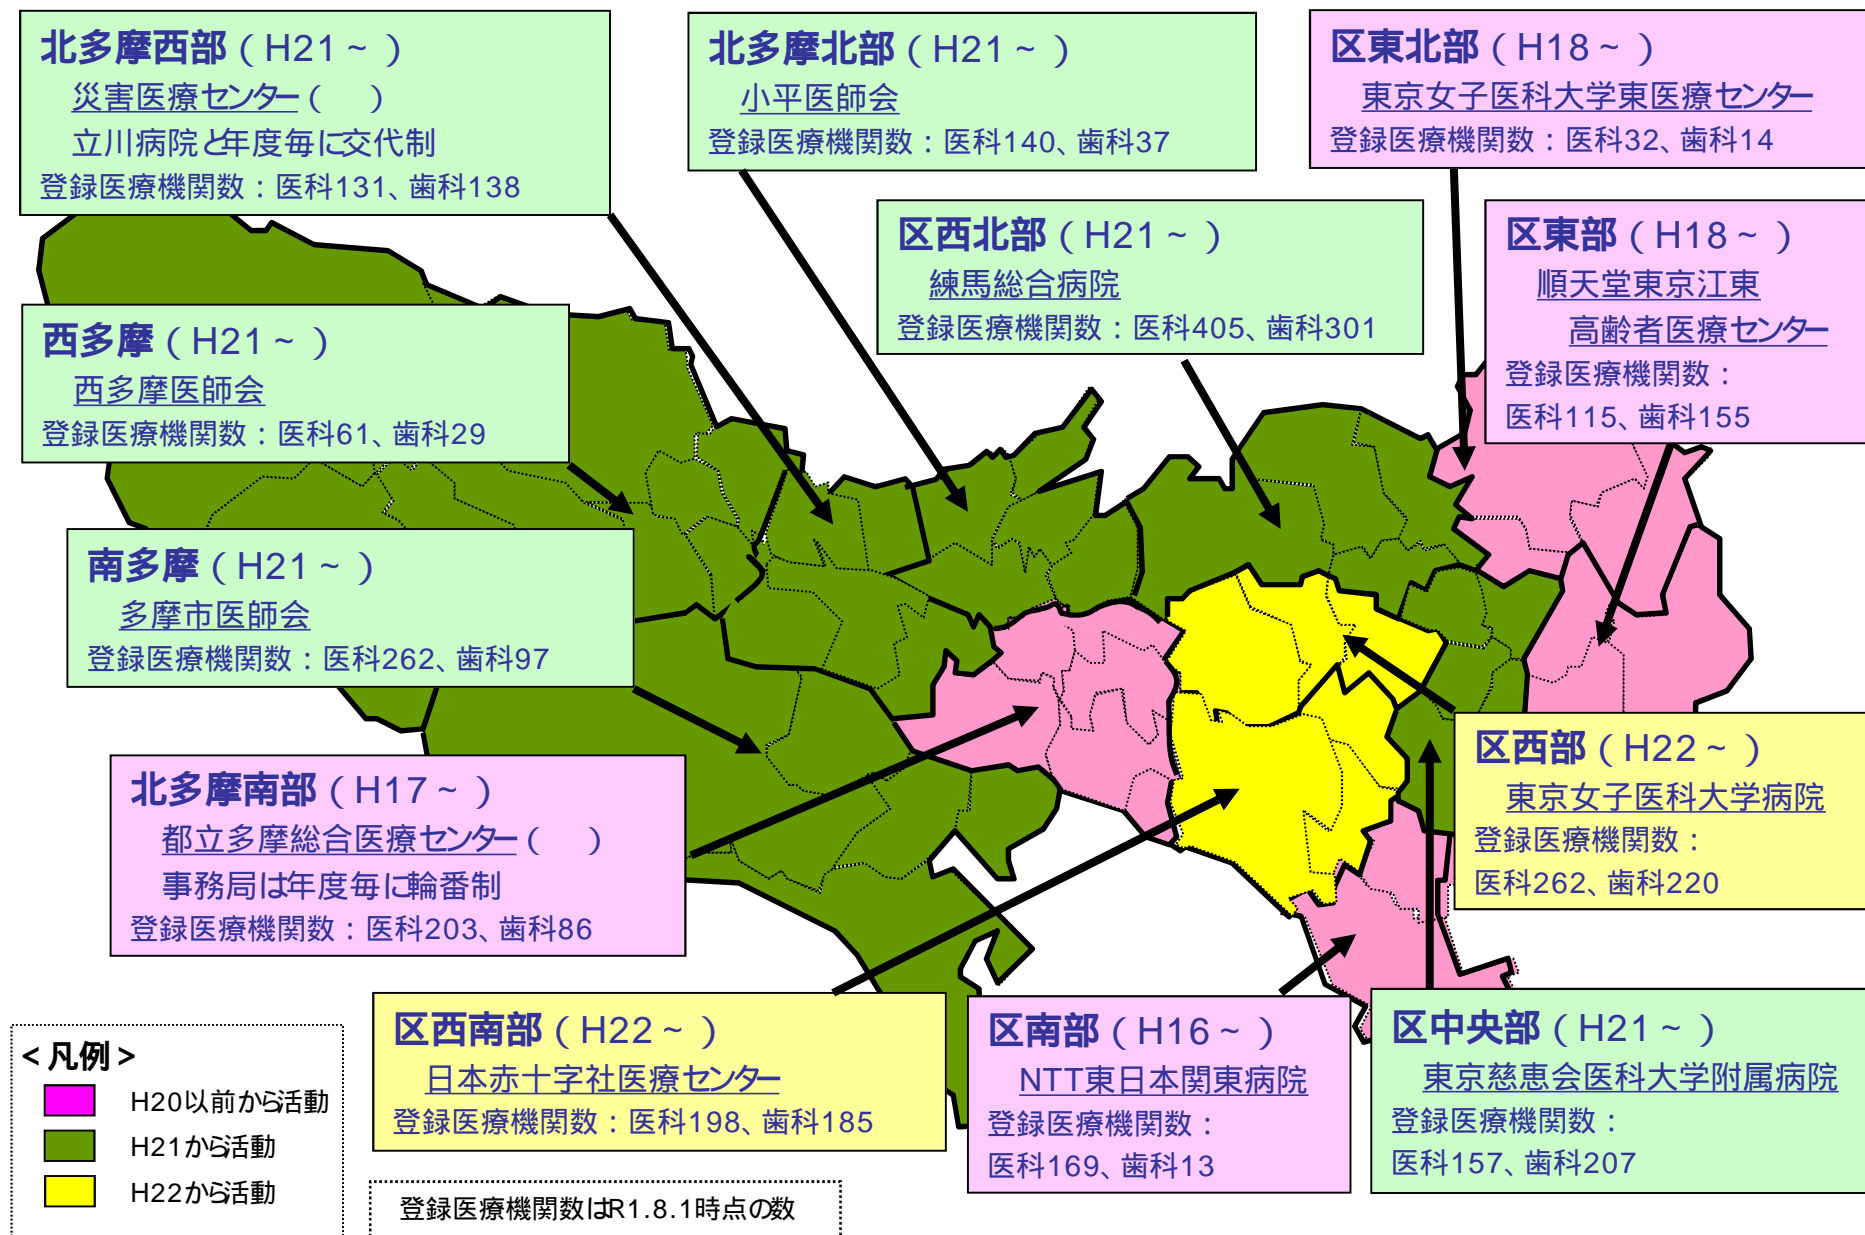 北多摩西部（H21～）
災害医療センター（　）
立川病院と年度毎に交代制
登録医療機関数：医科131、歯科138
北多摩北部（H21～）
小平医師会
登録医療機関数：医科140、歯科37
区東北部（H18～）
東京女子医科大学東医療センター
登録医療機関数：医科32、歯科14
区西北部（H21～）
練馬総合病院
登録医療機関数：医科405、歯科301
区東部（H18～）
順天堂東京江東
高齢者医療センター
登録医療機関数：
医科115、歯科155
西多摩（H21～）
西多摩医師会
登録医療機関数：医科61、歯科29
南多摩（H21～）
多摩市医師会
登録医療機関数：医科262、歯科97
北多摩南部（H17～）
都立多摩総合医療センター（　）
事務局は年度毎に輪番制
登録医療機関数：医科203、歯科86
区西部（H22～）
東京女子医科大学病院
登録医療機関数：
医科262、歯科220
区西南部（H22～）
日本赤十字社医療センター
登録医療機関数：医科198、歯科185
区南部（H16～）
NTT東日本関東病院
登録医療機関数：
医科169、歯科13
区中央部（H21～）
東京慈恵会医科大学附属病院
登録医療機関数：
医科157、歯科207
＜凡例＞
H20以前から活動
H21から活動
H22から活動
登録医療機関数はR1.8.1時点の数